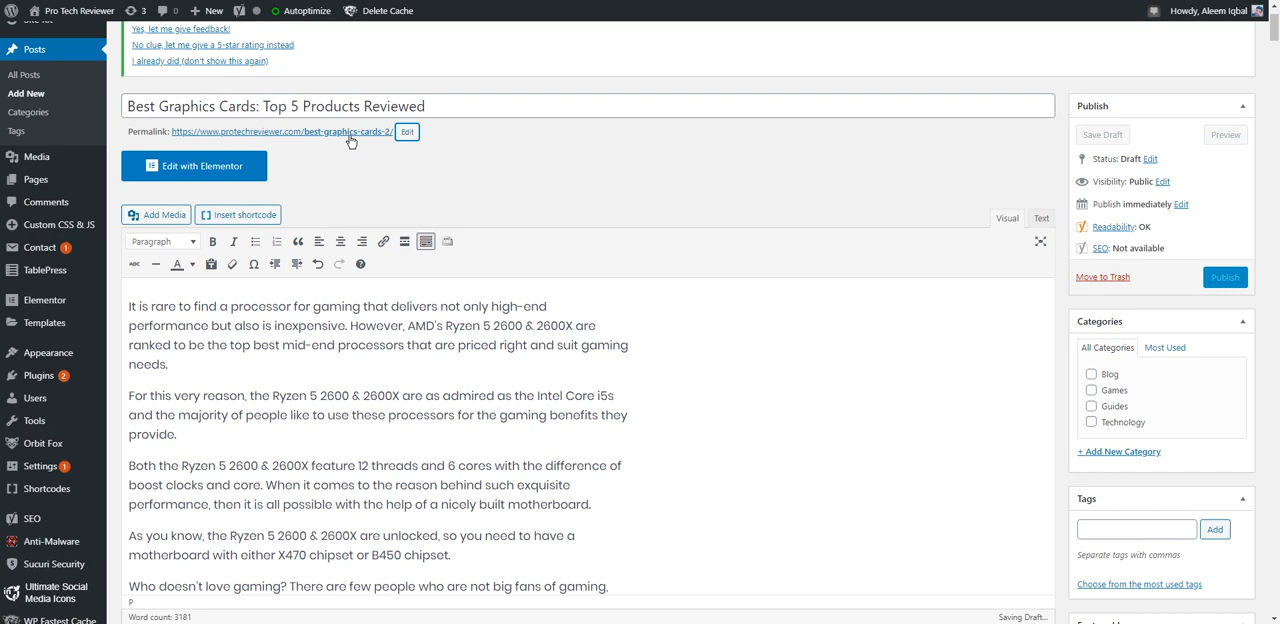 Pro Tech Reviewer 3 0 New Autoptimize Delete Cache Howdy, Aleem Iqbal
Posts
All Posts
Add New
Categories
Tags
Media
Pages
Comments
Custom CSS & JS
Contact 1
TablePress
Elementor
Templates
Appearance
Plugins 2
Users
Tools
Orbit Fox
Settings 1
Shortcodes
SEO
Anti-Malware
Sucuri Security
Ultimate Social
Media Icons
WP Fastest Cache
Yes, let me give feedback!
No clue, let me give a 5-star rating instead
I already did (don't show this again)
Best Graphics Cards: Top 5 Products Reviewed
Permalink: https://www.protechreviewer.com/best-graphics-cards-2/ Edit
Edit with Elementor
Add Media Insert shortcode
Visual Text
Paragraph
It is rare to find a processor for gaming that delivers not only high-end
performance but also is inexpensive. However, AMD's Ryzen 5 2600 & 2600X are
ranked to be the top best mid-end processors that are priced right and suit gaming
needs.
For this very reason, the Ryzen 5 2600 & 2600X are as admired as the Intel Core i5s
and the majority of people like to use these processors for the gaming benefits they
provide.
Both the Ryzen 5 2600 & 2600X feature 12 threads and 6 cores with the difference of
boost clocks and core. When it comes to the reason behind such exquisite
performance, then it is all possible with the help of a nicely built motherboard.
As you know, the Ryzen 5 2600 & 2600X are unlocked, so you need to have a
motherboard with either X470 chipset or B450 chipset.
Who doesn't love gaming? There are few people who are not big fans of gaming,
P
Word count: 3181 Saving Draft...
Publish
Save Draft Preview
Status: Draft Edit
Visibility: Public Edit
Publish immediately Edit
Readability: OK
SEO: Not available
Move to Trash Publish
Categories
All Categories Most Used
Blog
Games
Guides
Technology
+ Add New Category
Tags
Add
Separate tags with commas
Choose from the most used tags